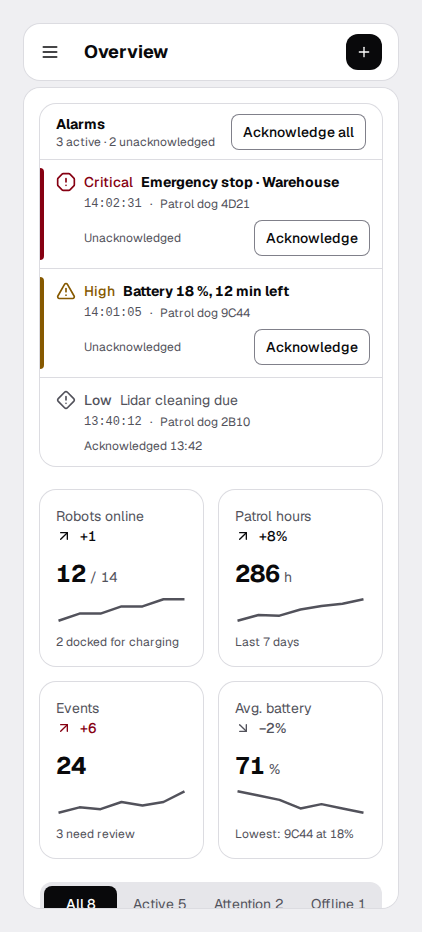 Overview
Alarms
3 active · 2 unacknowledged
Acknowledge all
Critical Emergency stop · Warehouse
14:02:31 · Patrol dog 4D21
Unacknowledged
Acknowledge
High Battery 18 %, 12 min left
14:01:05 · Patrol dog 9C44
Unacknowledged
Acknowledge
Low Lidar cleaning due
13:40:12 · Patrol dog 2B10
Acknowledged 13:42
Robots online
+1
12 / 14
2 docked for charging
Patrol hours
+8%
286 h
Last 7 days
Events
+6
24
3 need review
Avg. battery
−2%
71 %
Lowest: 9C44 at 18%
All 8 Active 5 Attention 2 Offline 1